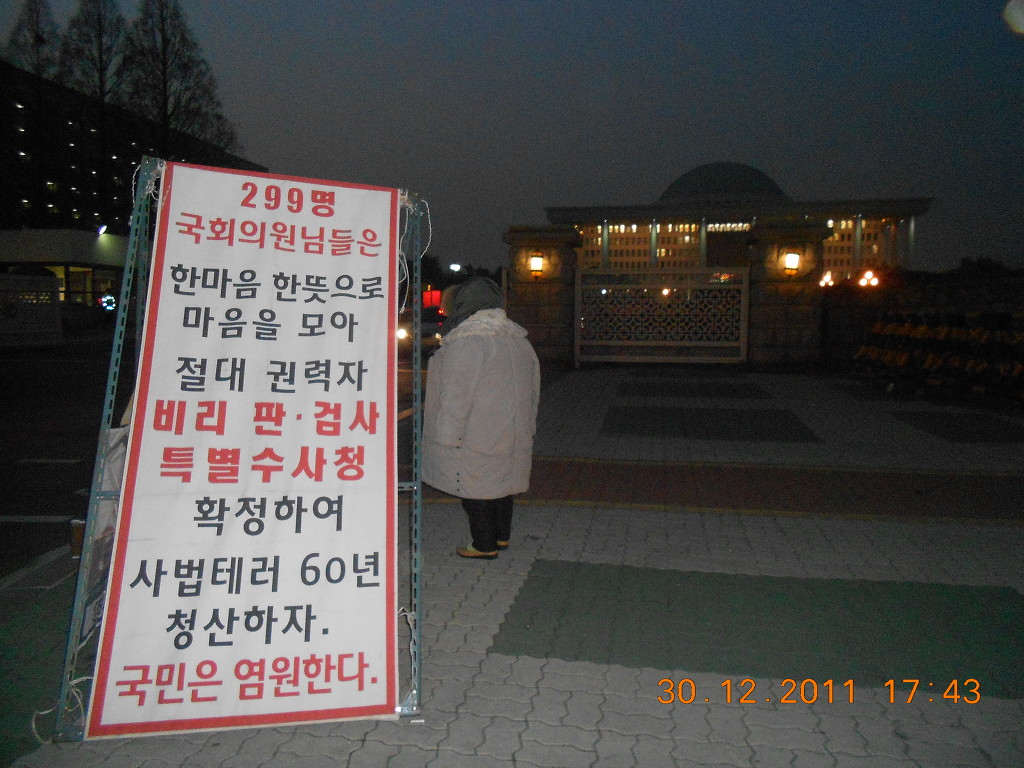 299명
국회의원님들은
한마음 한뜻으로
마음을 모아
절대 권력자
비리 판·검사
특별수사청
확정하여
사법테러 60년
청산하자.
국민은 염원한다.
30.12.2011 17:43